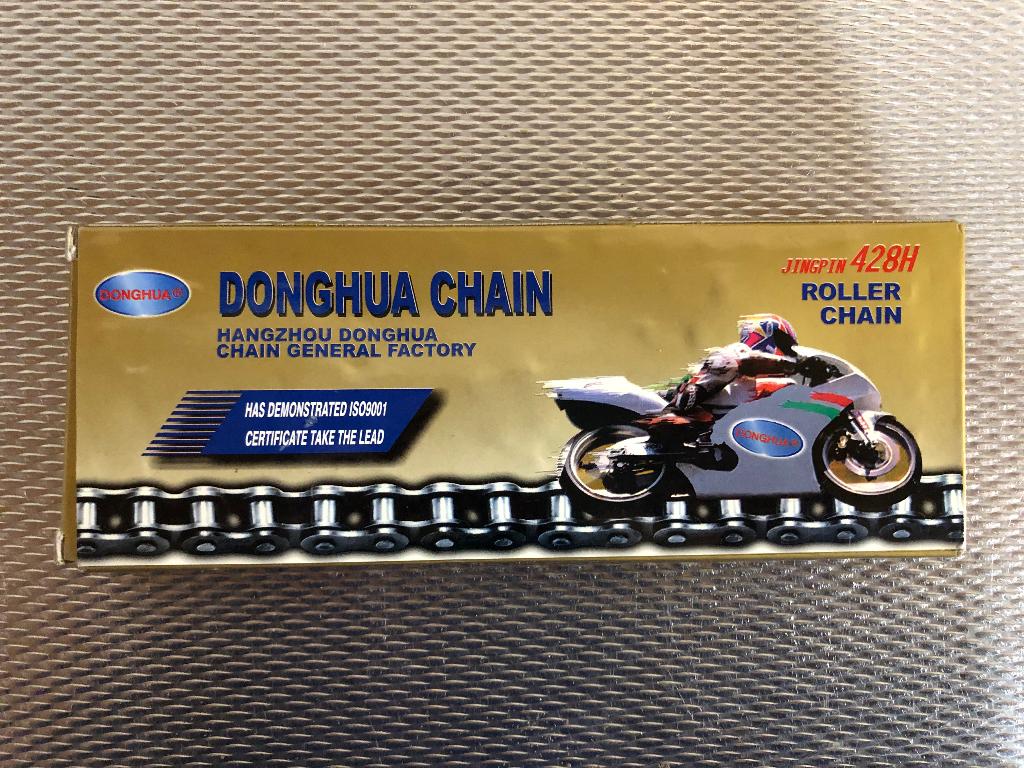 DONGHUA®
DONGHUA CHAIN
HANGZHOU DONGHUA
CHAIN GENERAL FACTORY
HAS DEMONSTRATED ISO9001
CERTIFICATE TAKE THE LEAD
JINGPIN 428H
ROLLER
CHAIN
DONGHUA®